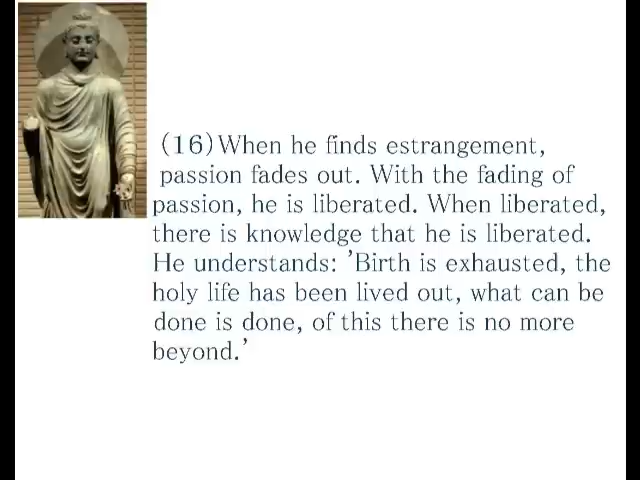 (16)When he finds estrangement,
passion fades out. With the fading of
passion, he is liberated. When liberated,
there is knowledge that he is liberated.
He understands: 'Birth is exhausted, the
holy life has been lived out, what can be
done is done, of this there is no more
beyond.'